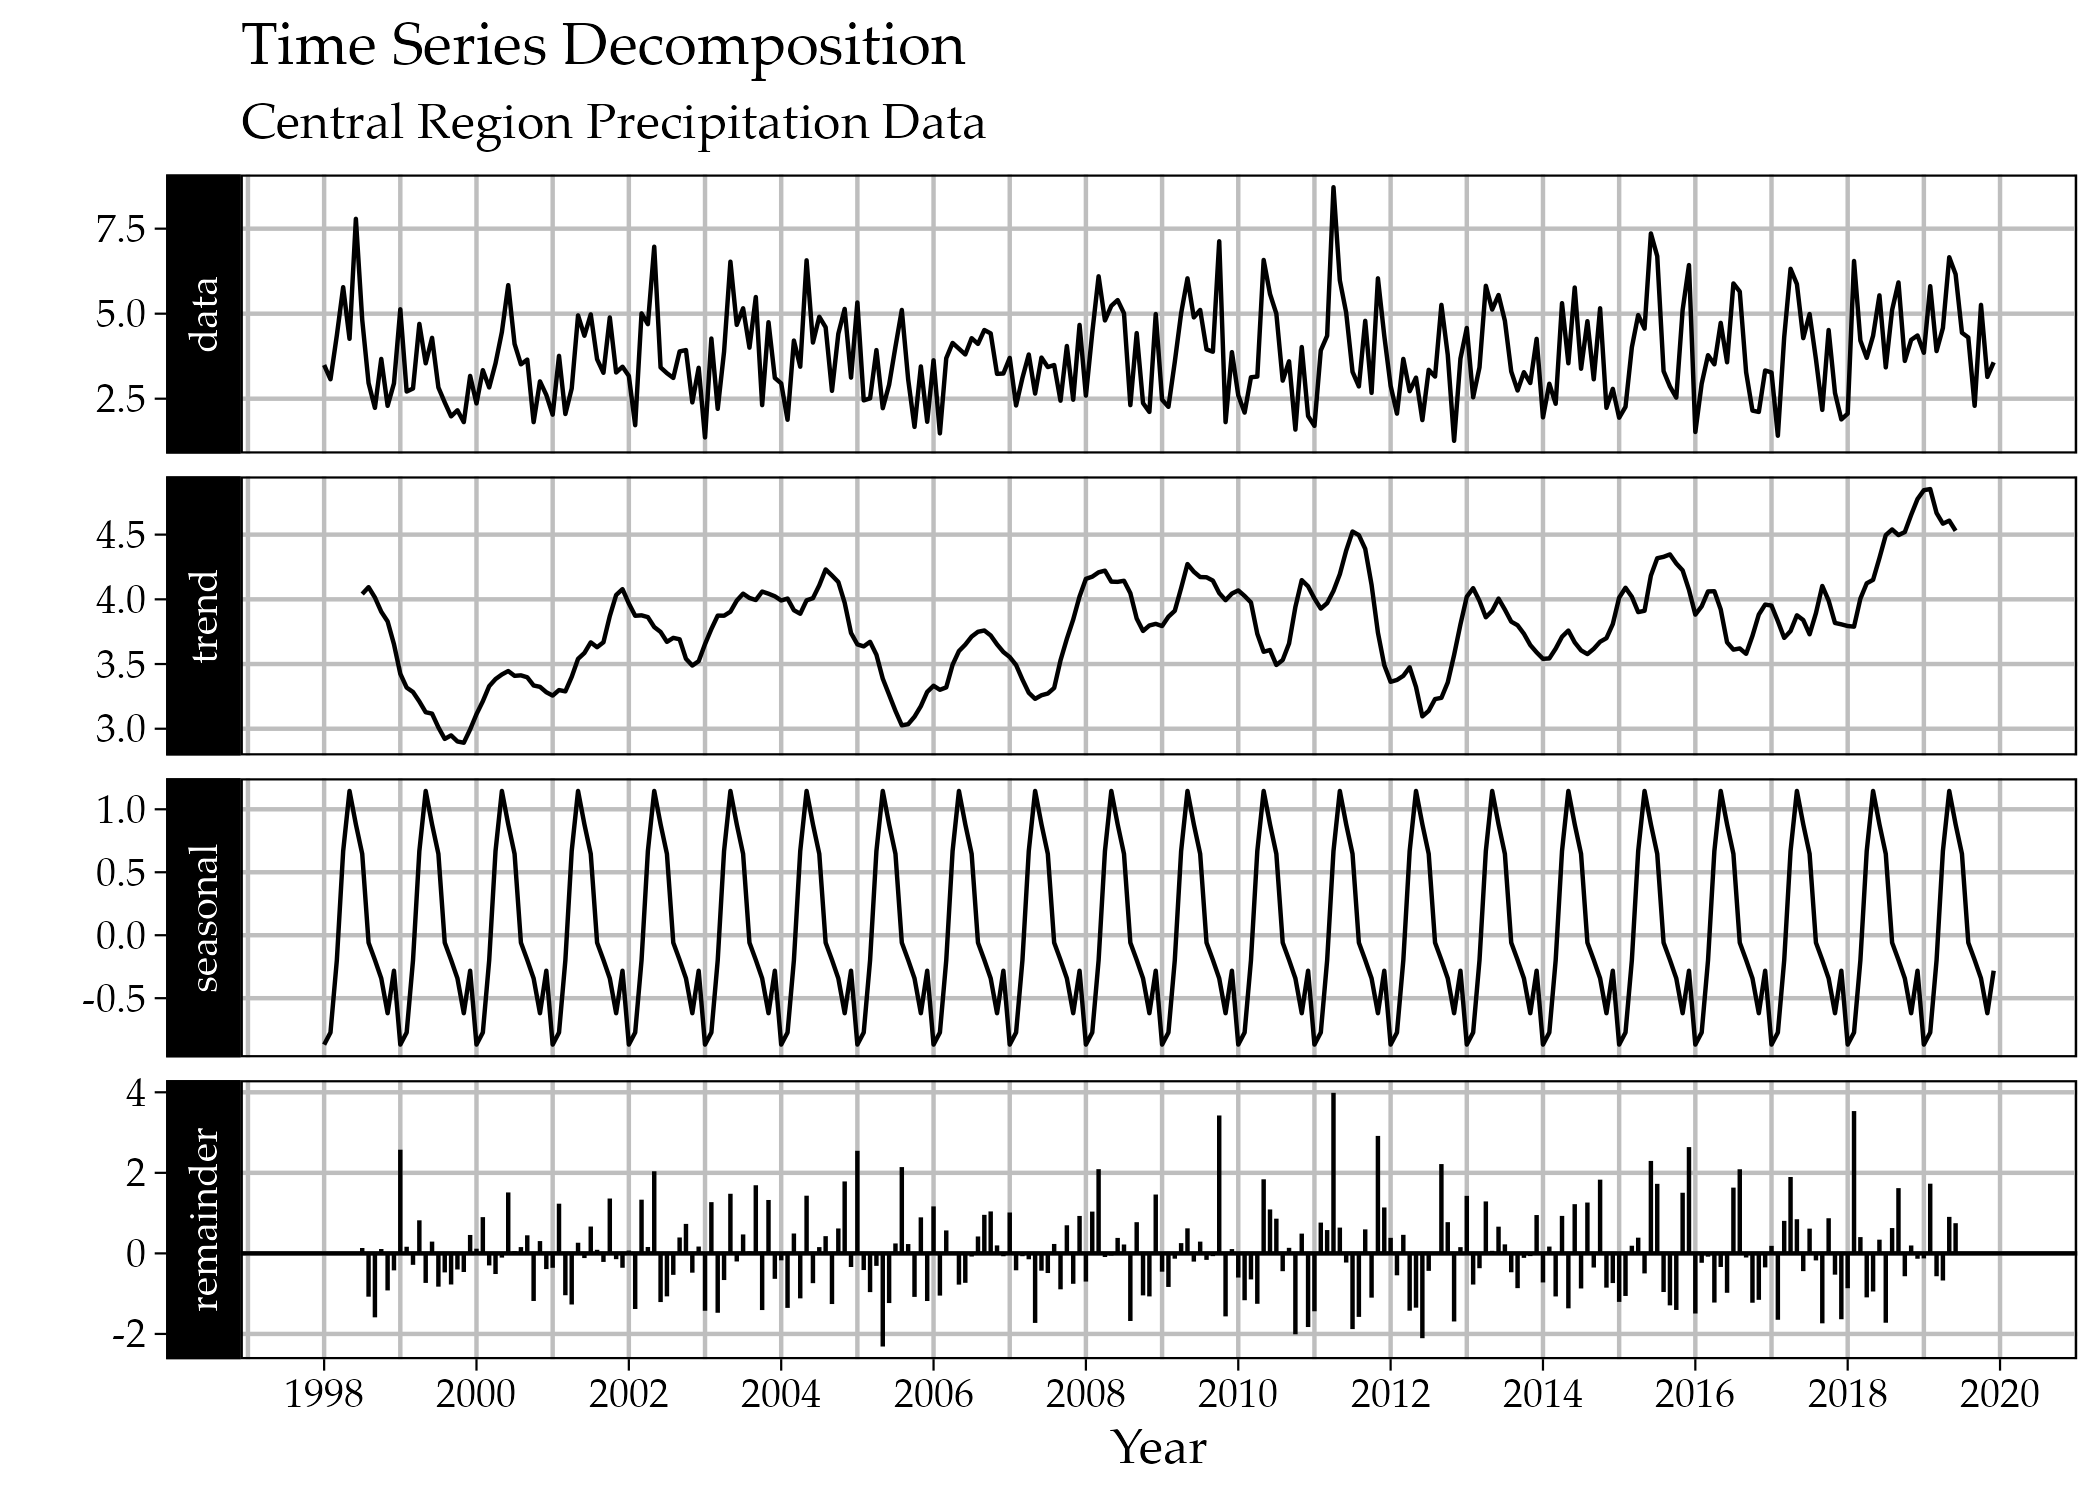 Time Series Decomposition
Central Region Precipitation Data
data
7.5
5.0
2.5
trend
4.5
4.0
3.5
3.0
seasonal
1.0
0.5
0.0
-0.5
remainder
4
2
0
-2
1998 2000 2002 2004 2006 2008 2010 2012 2014 2016 2018 2020
Year